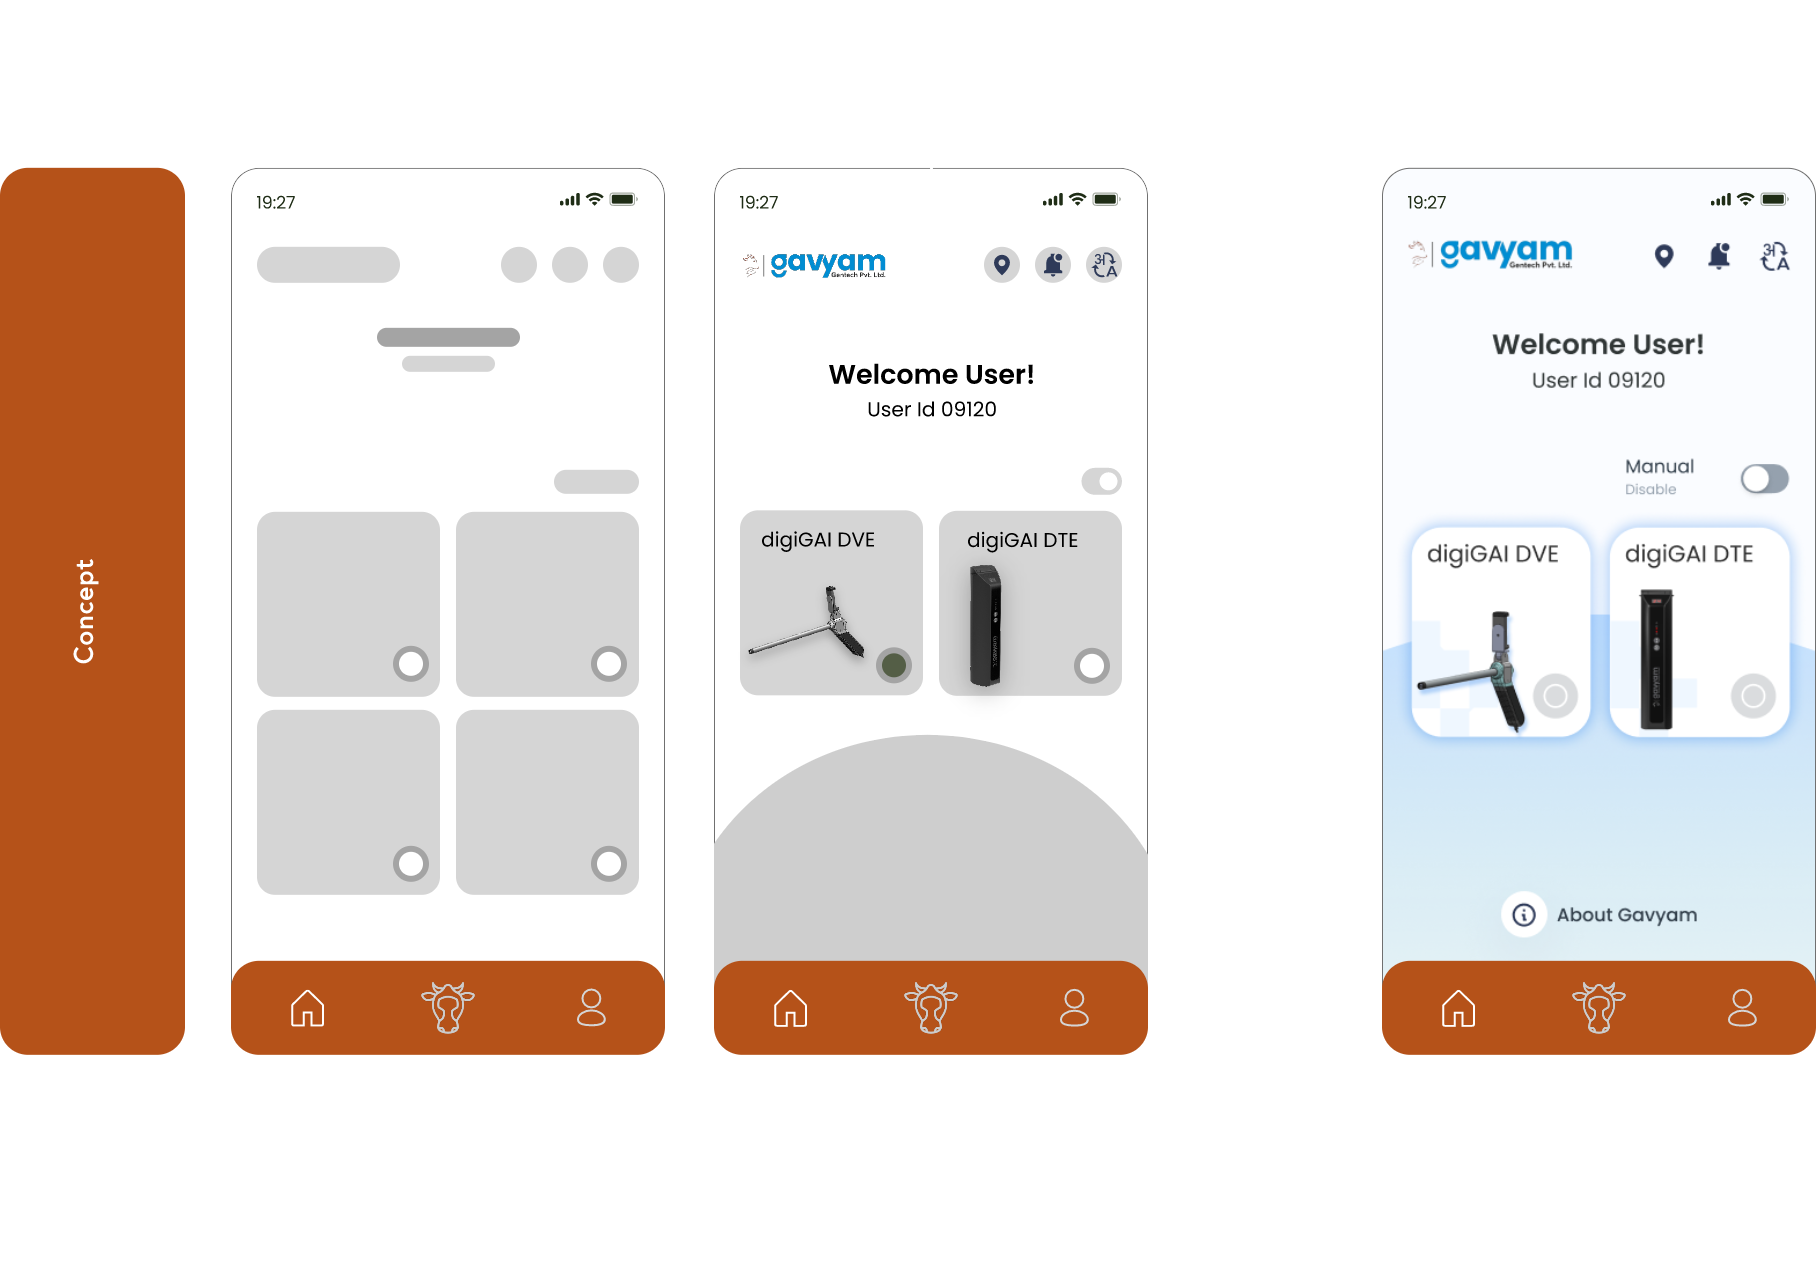 Concept
19:27
19:27
gavyam
Gentech Pvt. Ltd.
अ
A
Welcome User!
User Id 09120
digiGAI DVE
digiGAI DTE
19:27
gavyam
Gentech Pvt. Ltd.
अ
A
Welcome User!
User Id 09120
Manual
Disable
digiGAI DVE
digiGAI DTE
About Gavyam